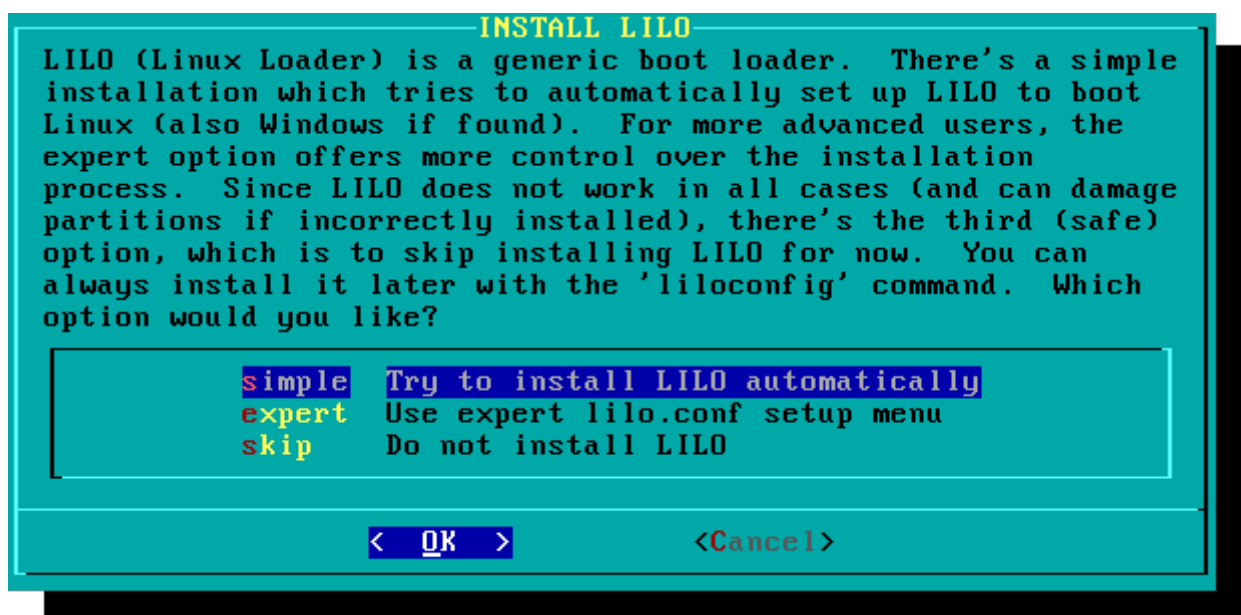 INSTALL LILO
LILO (Linux Loader) is a generic boot loader.  There's a simple
installation which tries to automatically set up LILO to boot
Linux (also Windows if found).  For more advanced users, the
expert option offers more control over the installation
process.  Since LILO does not work in all cases (and can damage
partitions if incorrectly installed), there's the third (safe)
option, which is to skip installing LILO for now.  You can
always install it later with the 'liloconfig' command.  Which
option would you like?
simple  Try to install LILO automatically
expert  Use expert lilo.conf setup menu
skip    Do not install LILO
<  OK  >          <Cancel>